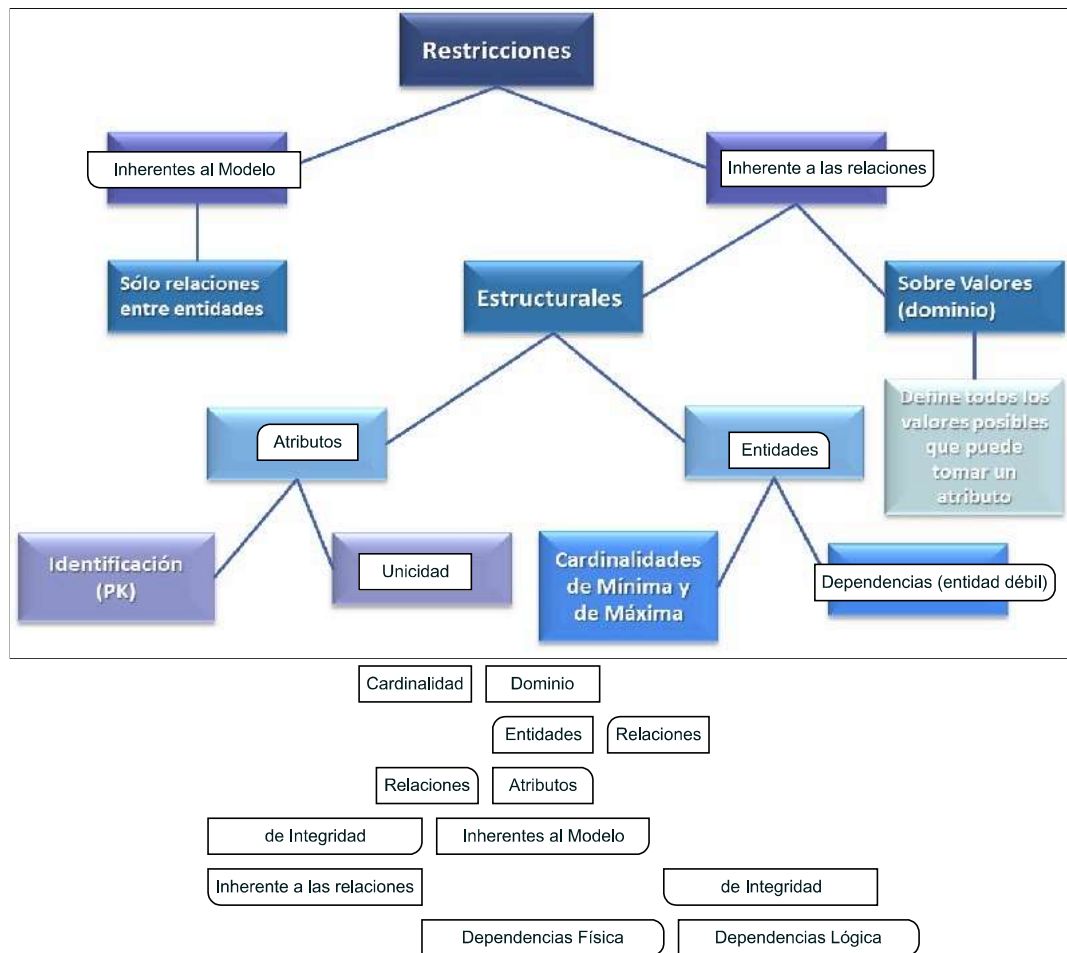 Restricciones
Inherentes al Modelo
Inherente a las relaciones
Sólo relaciones
entre entidades
Estructurales
Sobre Valores
(dominio)
Define todos los
valores posibles
que puede
tomar un
atributo
Atributos
Entidades
Identificación
(PK)
Unicidad
Cardinalidades
de Mínima y
de Máxima
Dependencias (entidad débil)
Cardinalidad Dominio
Entidades Relaciones
Relaciones Atributos
de Integridad Inherentes al Modelo
Inherente a las relaciones de Integridad
Dependencias Física Dependencias Lógica